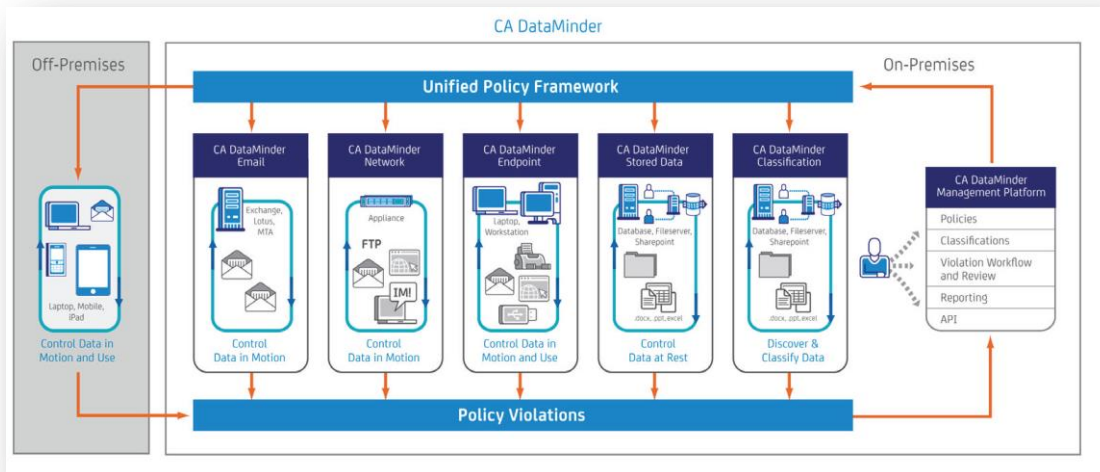 CA DataMinder
Off-Premises
On-Premises
Unified Policy Framework
Laptop, Mobile,
iPad
Control Data in
Motion and Use
CA DataMinder
Email
Exchange,
Lotus,
MTA
Control
Data in Motion
CA DataMinder
Network
Appliance
FTP
IM!
Control
Data in Motion
CA DataMinder
Endpoint
Laptop,
Workstation
Control Data in
Motion and Use
CA DataMinder
Stored Data
Database, Fileserver,
Sharepoint
.docx, .ppt,.excel
Control
Data at Rest
CA DataMinder
Classification
Database, Fileserver,
Sharepoint
.docx, .ppt,.excel
Discover &
Classify Data
CA DataMinder
Management Platform
Policies
Classifications
Violation Workflow
and Review
Reporting
API
Policy Violations